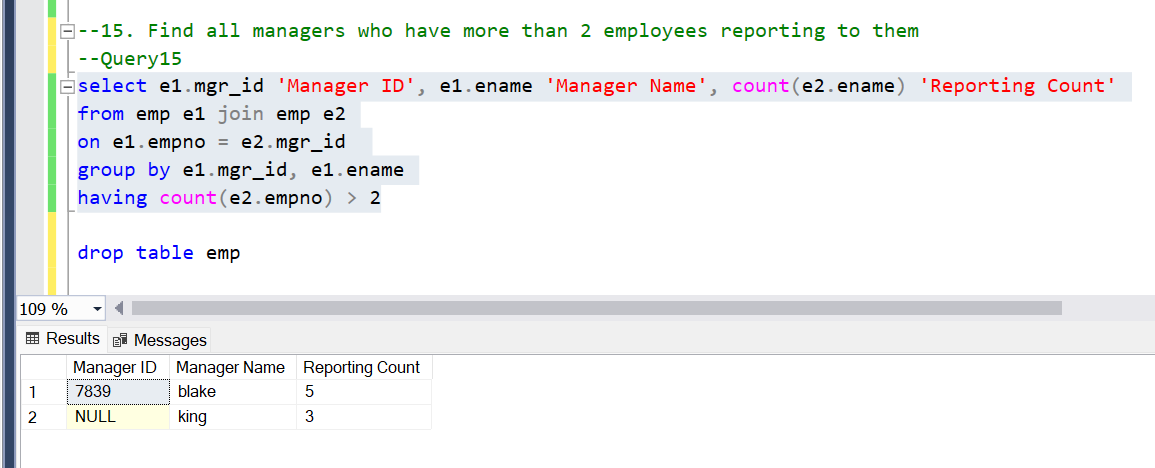 --15. Find all managers who have more than 2 employees reporting to them
--Query15
select e1.mgr_id 'Manager ID', e1.ename 'Manager Name', count(e2.ename) 'Reporting Count'
from emp e1 join emp e2
on e1.empno = e2.mgr_id
group by e1.mgr_id, e1.ename
having count(e2.empno) > 2
drop table emp
109 %
Results Messages
Manager ID Manager Name Reporting Count
1 7839 blake 5
2 NULL king 3